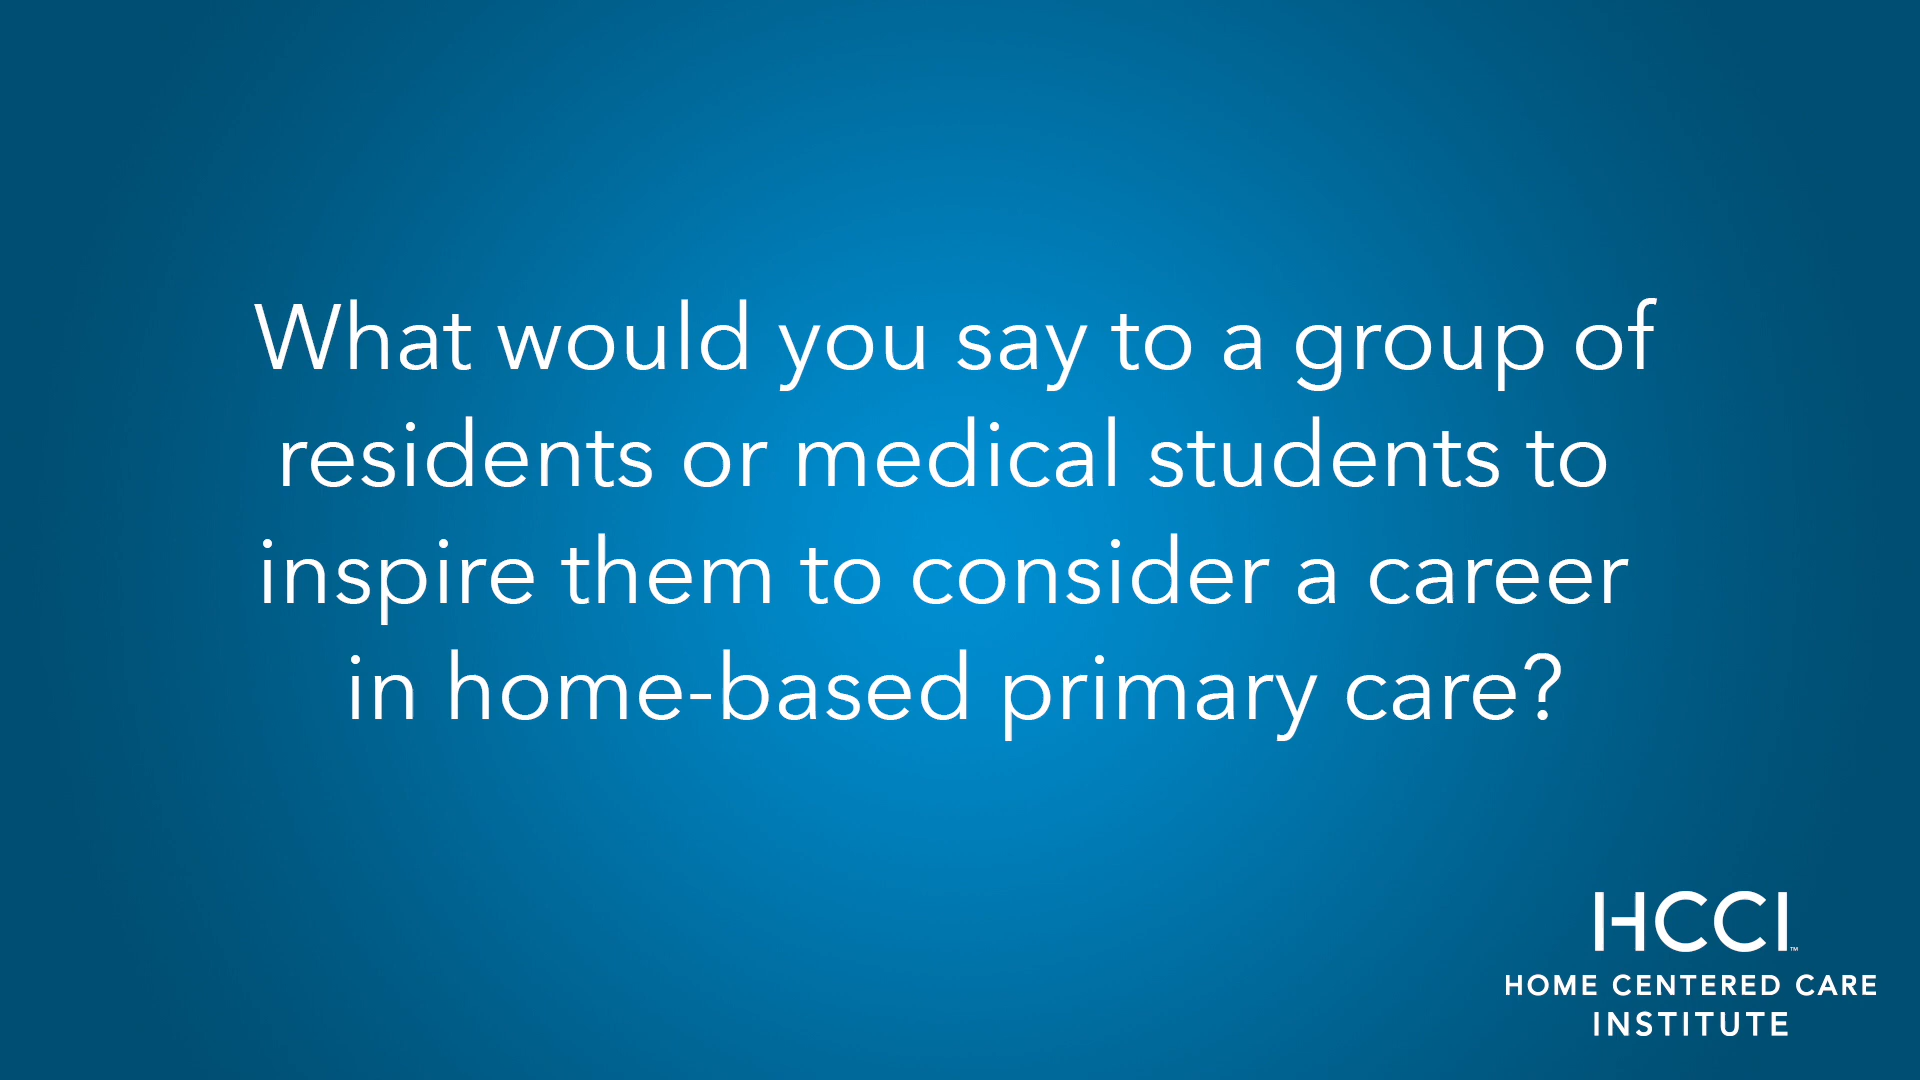 What would you say to a group of
residents or medical students to
inspire them to consider a career
in home-based primary care?
HCCI™
HOME CENTERED CARE
INSTITUTE